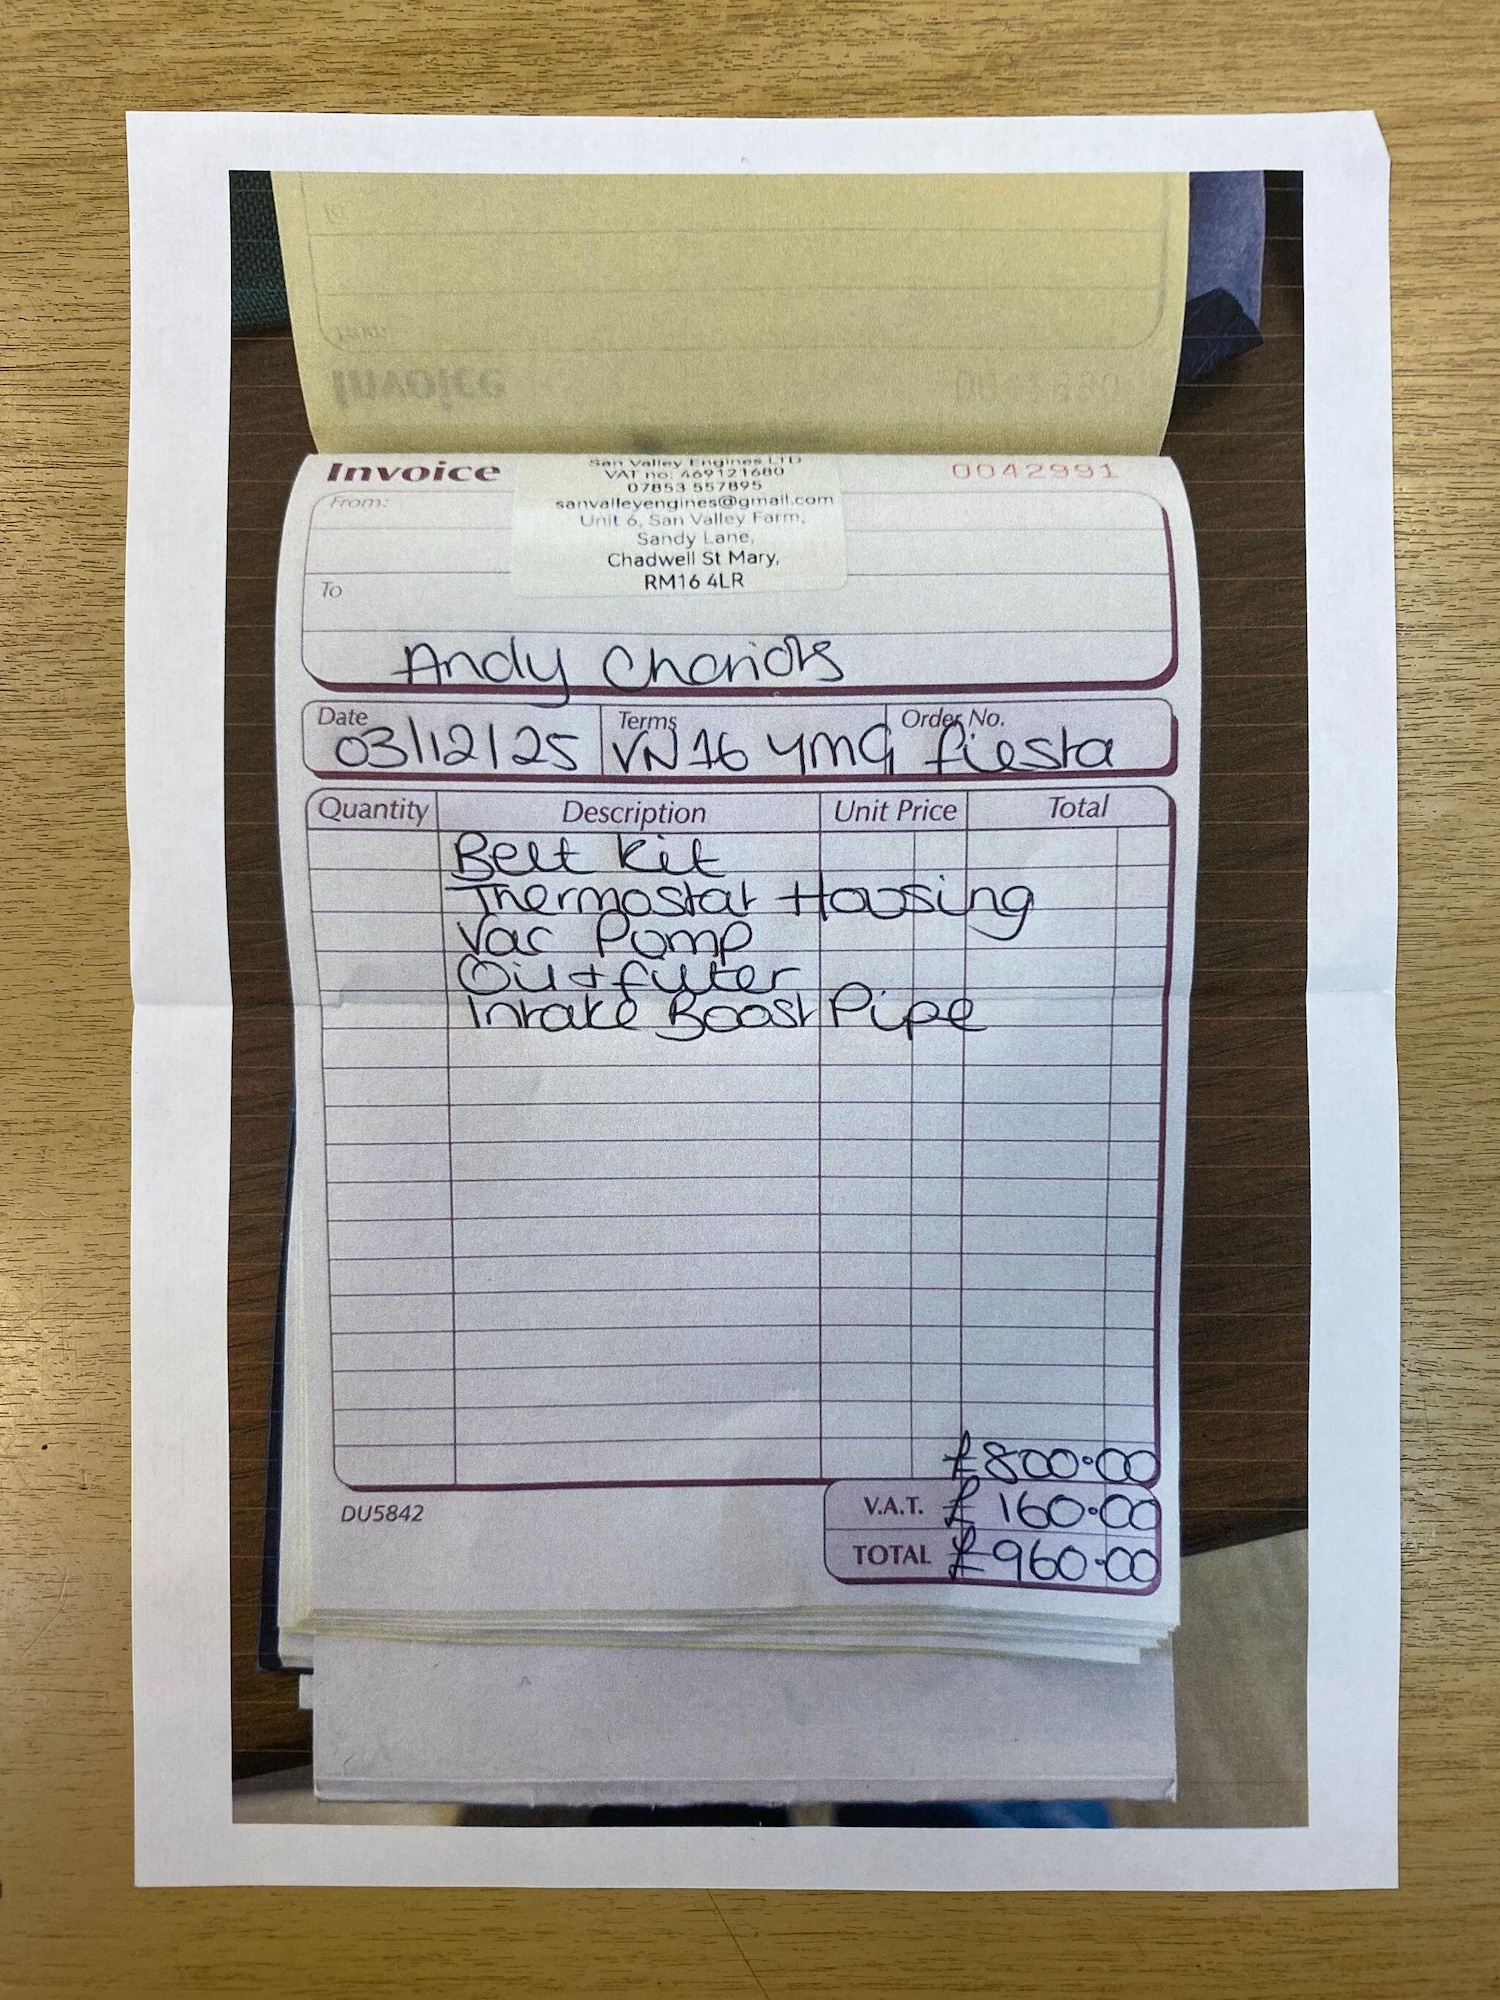 Invoice
San Valley Engines LTD
VAT no: 469121680
07853 557895
sanvalleyengines@gmail.com
Unit 6, San Valley Farm,
Sandy Lane,
Chadwell St Mary,
RM16 4LR
0042991
From:
To
Andy Chariots
Date 03/12/25 Terms VN16 YMG Order No. fiesta
Quantity Description Unit Price Total
Belt kit
Thermostat Housing
Vac Pump
Oil + filter
Intake Boost Pipe
£800.00
DU5842
V.A.T. £160.00
TOTAL £960.00